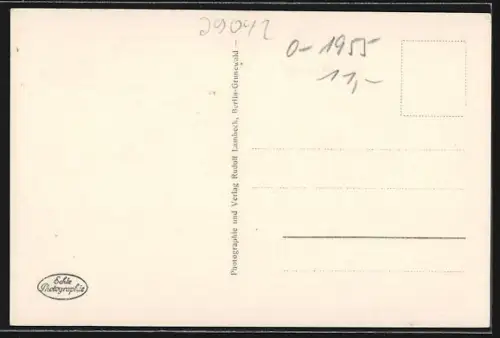 29042
0-1955
11,-
Photographie und Verlag Rudolf Lambeck, Berlin-Grunewald —
Echte
Photographie